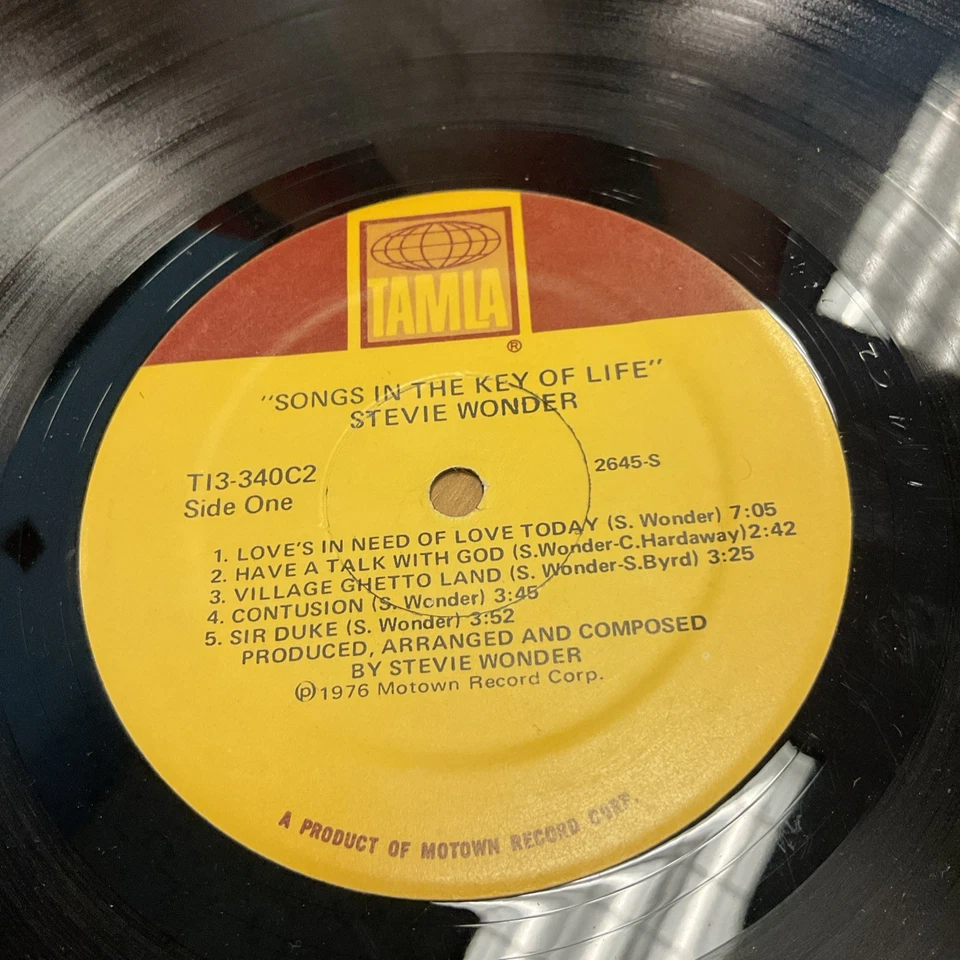 TAMLA
®
"SONGS IN THE KEY OF LIFE"
STEVIE WONDER
T13-340C2
2645-S
Side One
1. LOVE'S IN NEED OF LOVE TODAY (S. Wonder) 7:05
2. HAVE A TALK WITH GOD (S.Wonder-C.Hardaway)2:42
3. VILLAGE GHETTO LAND (S. Wonder-S.Byrd) 3:25
4. CONTUSION (S. Wonder) 3:45
5. SIR DUKE (S. Wonder) 3:52
PRODUCED, ARRANGED AND COMPOSED
BY STEVIE WONDER
℗1976 Motown Record Corp.
A PRODUCT OF MOTOWN RECORD CORP.